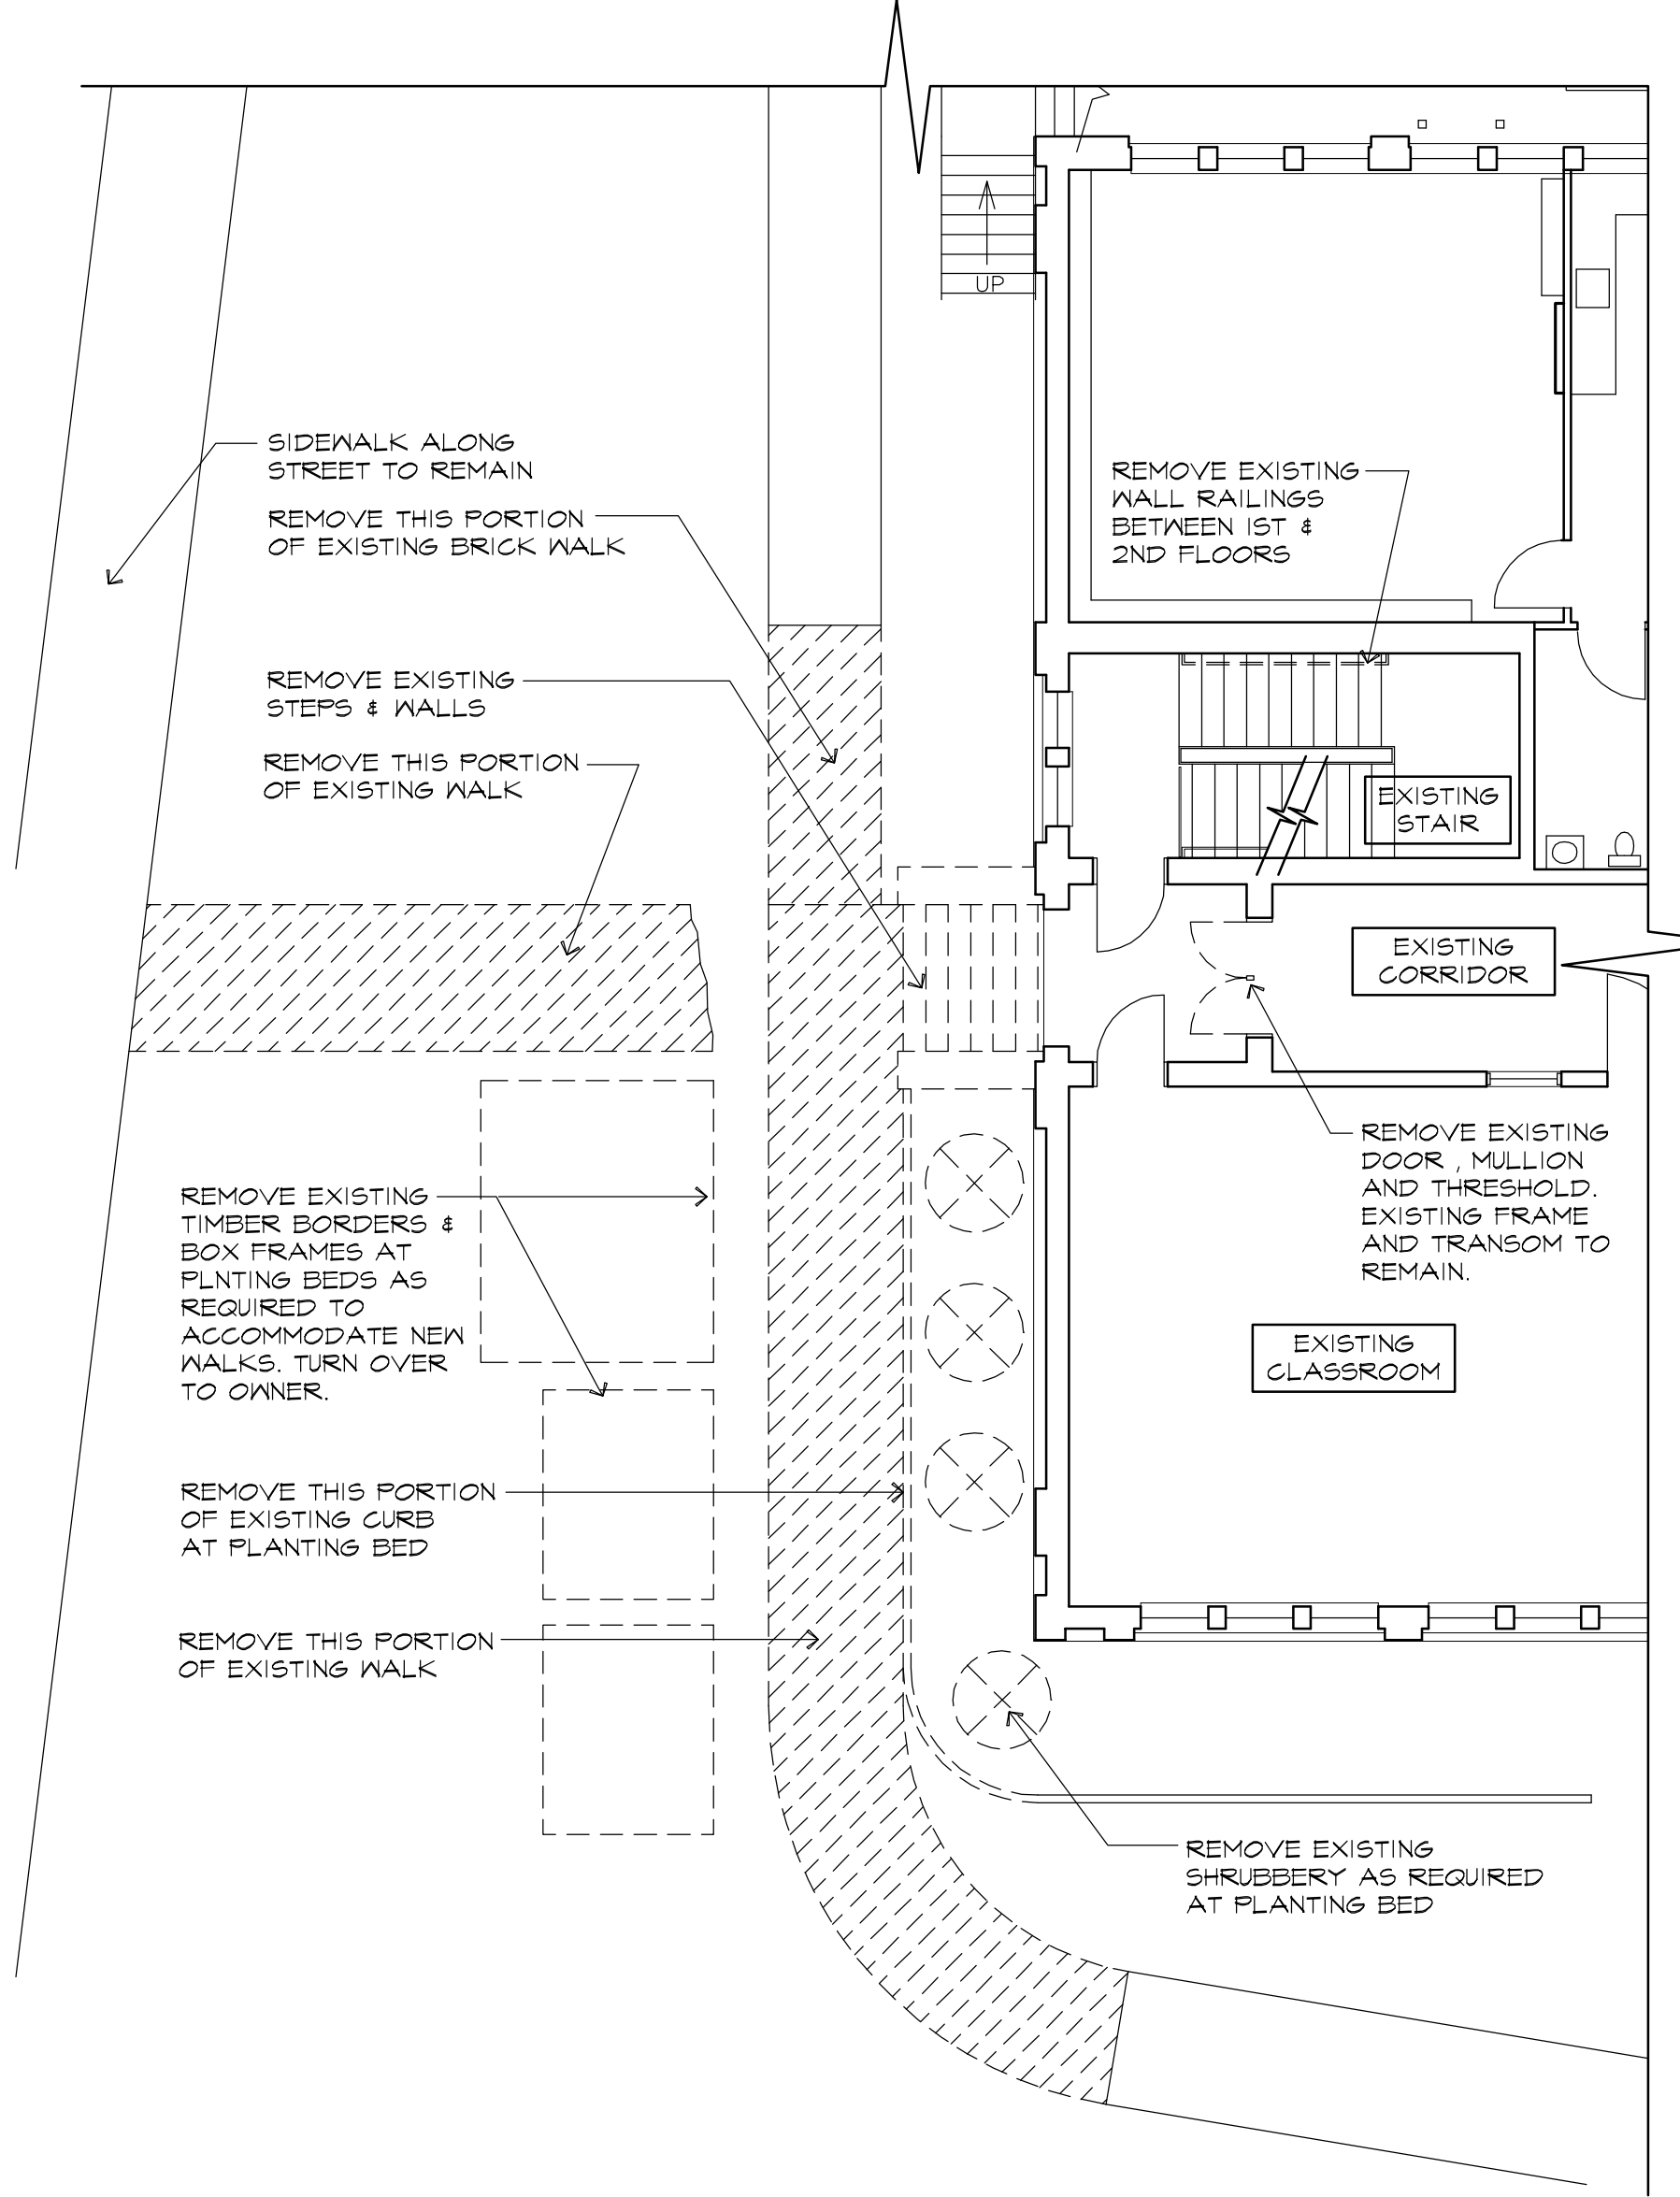 UP
SIDEWALK ALONG
STREET TO REMAIN
REMOVE THIS PORTION
OF EXISTING BRICK WALK
REMOVE EXISTING
WALL RAILINGS
BETWEEN 1ST &
2ND FLOORS
REMOVE EXISTING
STEPS & WALLS
REMOVE THIS PORTION
OF EXISTING WALK
EXISTING
STAIR
EXISTING
CORRIDOR
REMOVE EXISTING
DOOR , MULLION
AND THRESHOLD.
EXISTING FRAME
AND TRANSOM TO
REMAIN.
REMOVE EXISTING
TIMBER BORDERS &
BOX FRAMES AT
PLNTING BEDS AS
REQUIRED TO
ACCOMMODATE NEW
WALKS. TURN OVER
TO OWNER.
EXISTING
CLASSROOM
REMOVE THIS PORTION
OF EXISTING CURB
AT PLANTING BED
REMOVE THIS PORTION
OF EXISTING WALK
REMOVE EXISTING
SHRUBBERY AS REQUIRED
AT PLANTING BED